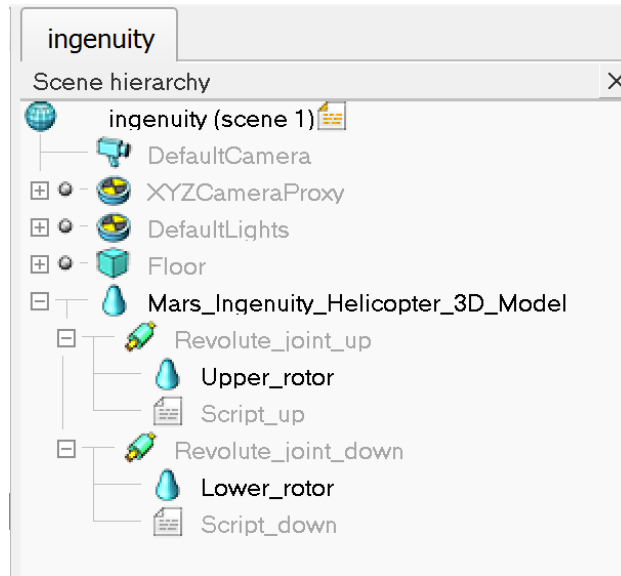 ingenuity
Scene hierarchy
ingenuity (scene 1)
DefaultCamera
XYZCameraProxy
DefaultLights
Floor
Mars_Ingenuity_Helicopter_3D_Model
Revolute_joint_up
Upper_rotor
Script_up
Revolute_joint_down
Lower_rotor
Script_down